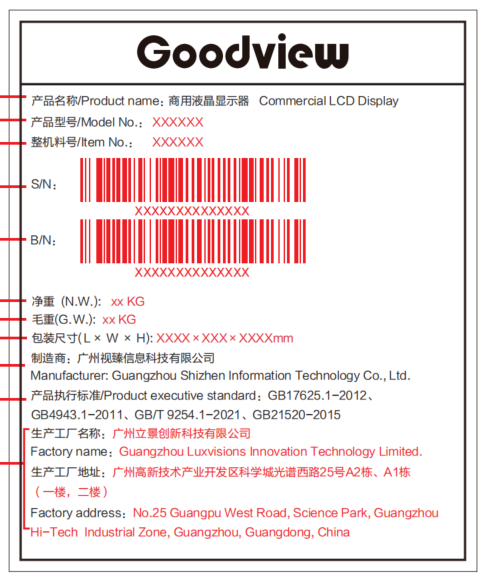 Goodview
产品名称/Product name：商用液晶显示器 Commercial LCD Display
产品型号/Model No.： XXXXXX
整机料号/Item No.： XXXXXX
S/N：
XXXXXXXXXXXXXX
B/N：
XXXXXXXXXXXXXX
净重 (N.W.): xx KG
毛重(G.W.): xx KG
包装尺寸( L × W × H): XXXX×XXX×XXXXmm
制造商：广州视臻信息科技有限公司
Manufacturer: Guangzhou Shizhen Information Technology Co., Ltd.
产品执行标准/Product executive standard：GB17625.1-2012、
GB4943.1-2011、GB/T 9254.1-2021、GB21520-2015
生产工厂名称：广州立景创新科技有限公司
Factory name：Guangzhou Luxvisions Innovation Technology Limited.
生产工厂地址：广州高新技术产业开发区科学城光谱西路25号A2栋、A1栋
（一楼，二楼）
Factory address：No.25 Guangpu West Road, Science Park, Guangzhou
Hi-Tech Industrial Zone, Guangzhou, Guangdong, China